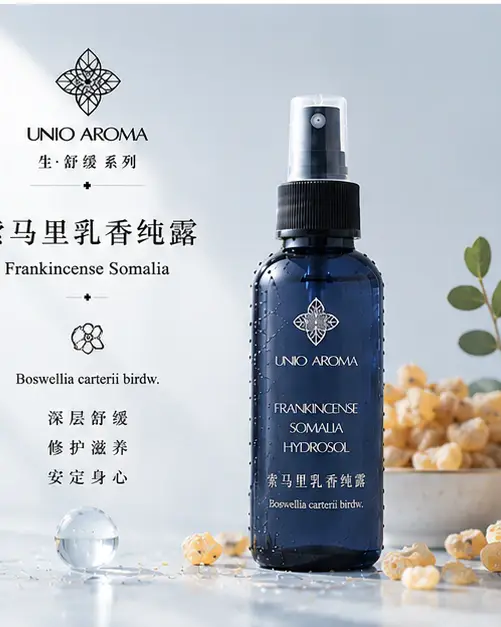 UNIO AROMA
生·舒缓系列
索马里乳香纯露
Frankincense Somalia
Boswellia carterii birdw.
深层舒缓
修护滋养
安定身心
UNIO AROMA
FRANKINCENSE
SOMALIA
HYDROSOL
索马里乳香纯露
Boswellia carterii birdw.